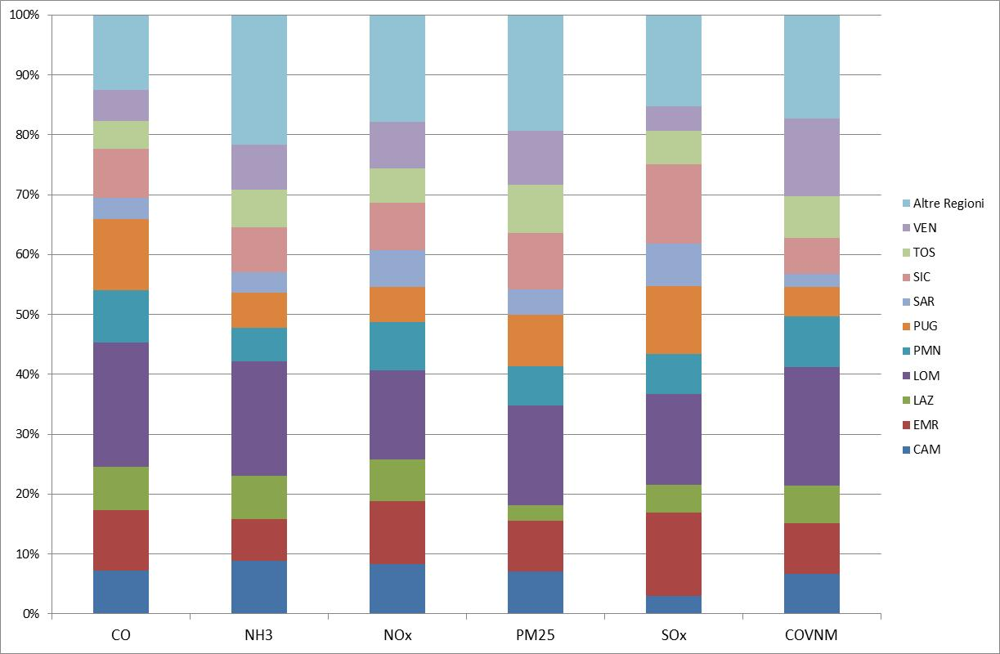 100%
90%
80%
70%
60%
50%
40%
30%
20%
10%
0%
CO NH3 NOx PM25 SOx COVNM
Altre Regioni
VEN
TOS
SIC
SAR
PUG
PMN
LOM
LAZ
EMR
CAM